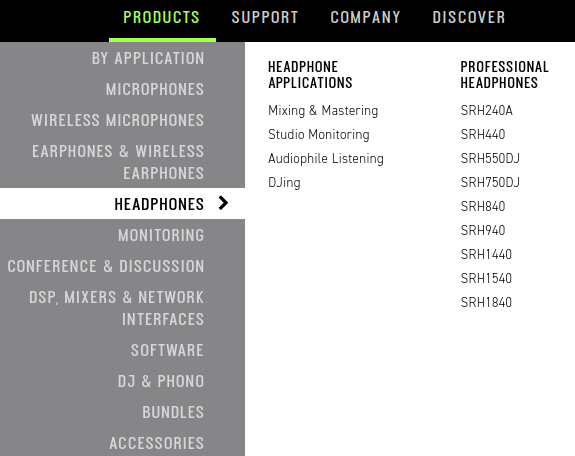 PRODUCTS
SUPPORT
COMPANY
DISCOVER
BY APPLICATION
MICROPHONES
WIRELESS MICROPHONES
EARPHONES & WIRELESS
EARPHONES
HEADPHONES
MONITORING
CONFERENCE & DISCUSSION
DSP, MIXERS & NETWORK
INTERFACES
SOFTWARE
DJ & PHONO
BUNDLES
ACCESSORIES
HEADPHONE
APPLICATIONS
Mixing & Mastering
Studio Monitoring
Audiophile Listening
DJing
PROFESSIONAL
HEADPHONES
SRH240A
SRH440
SRH550DJ
SRH750DJ
SRH840
SRH940
SRH1440
SRH1540
SRH1840